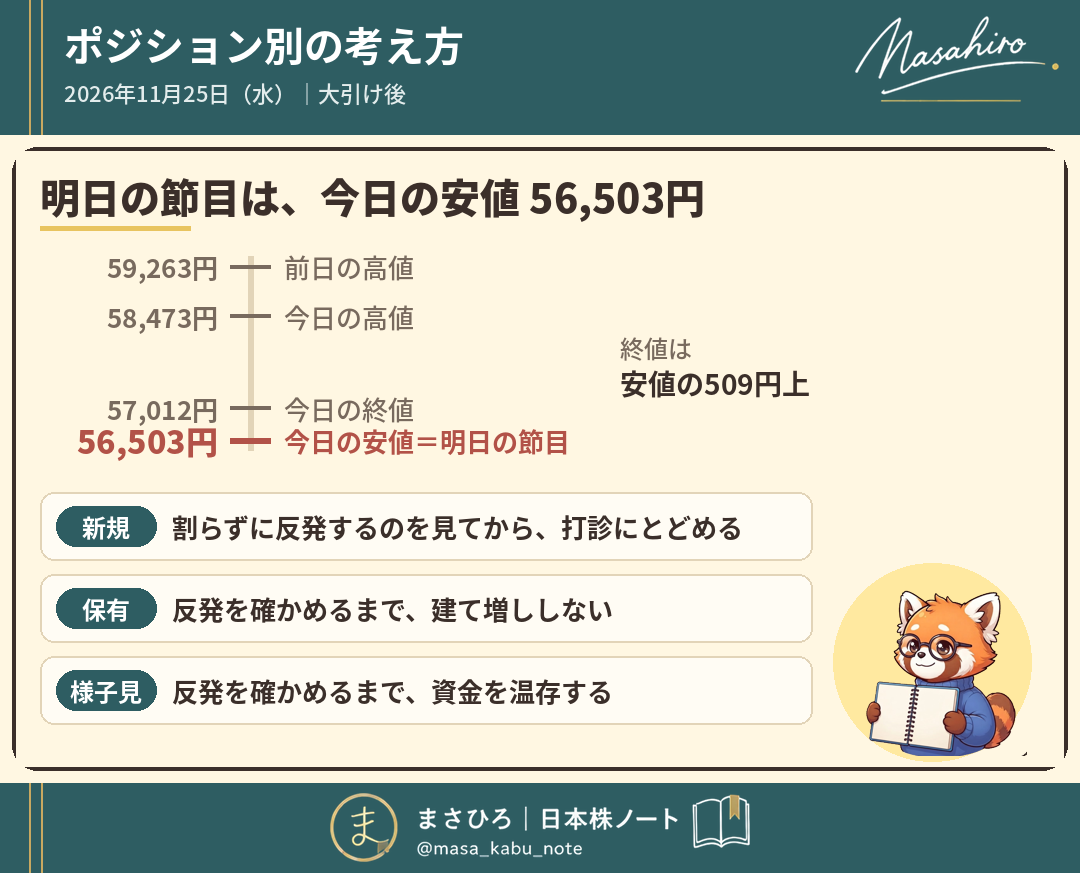 ポジション別の考え方
2026年11月25日（水）｜大引け後
Masahiro
明日の節目は、今日の安値 56,503円
59,263円 前日の高値
58,473円 今日の高値
終値は
安値の509円上
57,012円 今日の終値
56,503円 今日の安値＝明日の節目
新規 割らずに反発するのを見てから、打診にとどめる
保有 反発を確かめるまで、建て増ししない
様子見 反発を確かめるまで、資金を温存する
ま
まさひろ｜日本株ノート
@masa_kabu_note